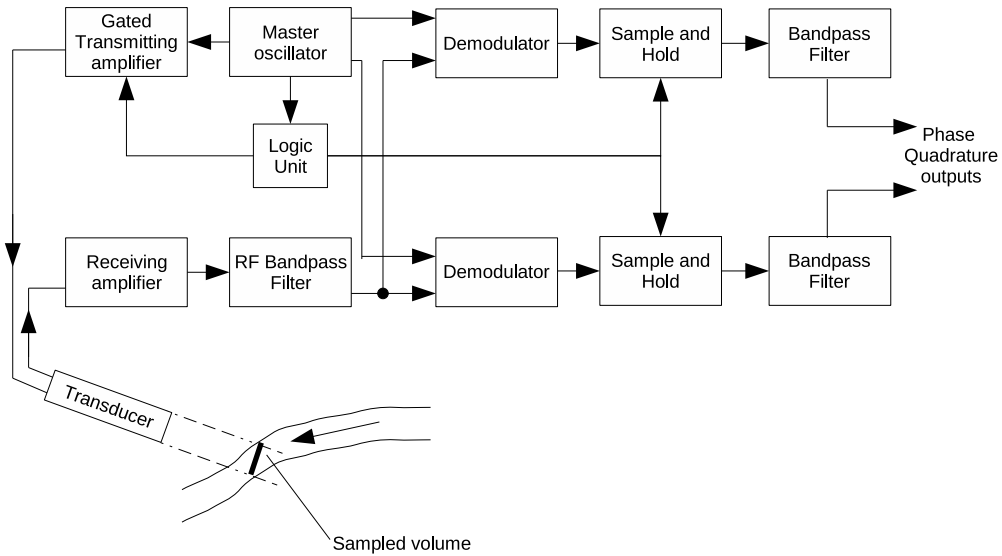 Gated
Transmitting
amplifier
Master
oscillator
Demodulator
Sample and
Hold
Bandpass
Filter
Logic
Unit
Phase
Quadrature
outputs
Receiving
amplifier
RF Bandpass
Filter
Demodulator
Sample and
Hold
Bandpass
Filter
Transducer
Sampled volume